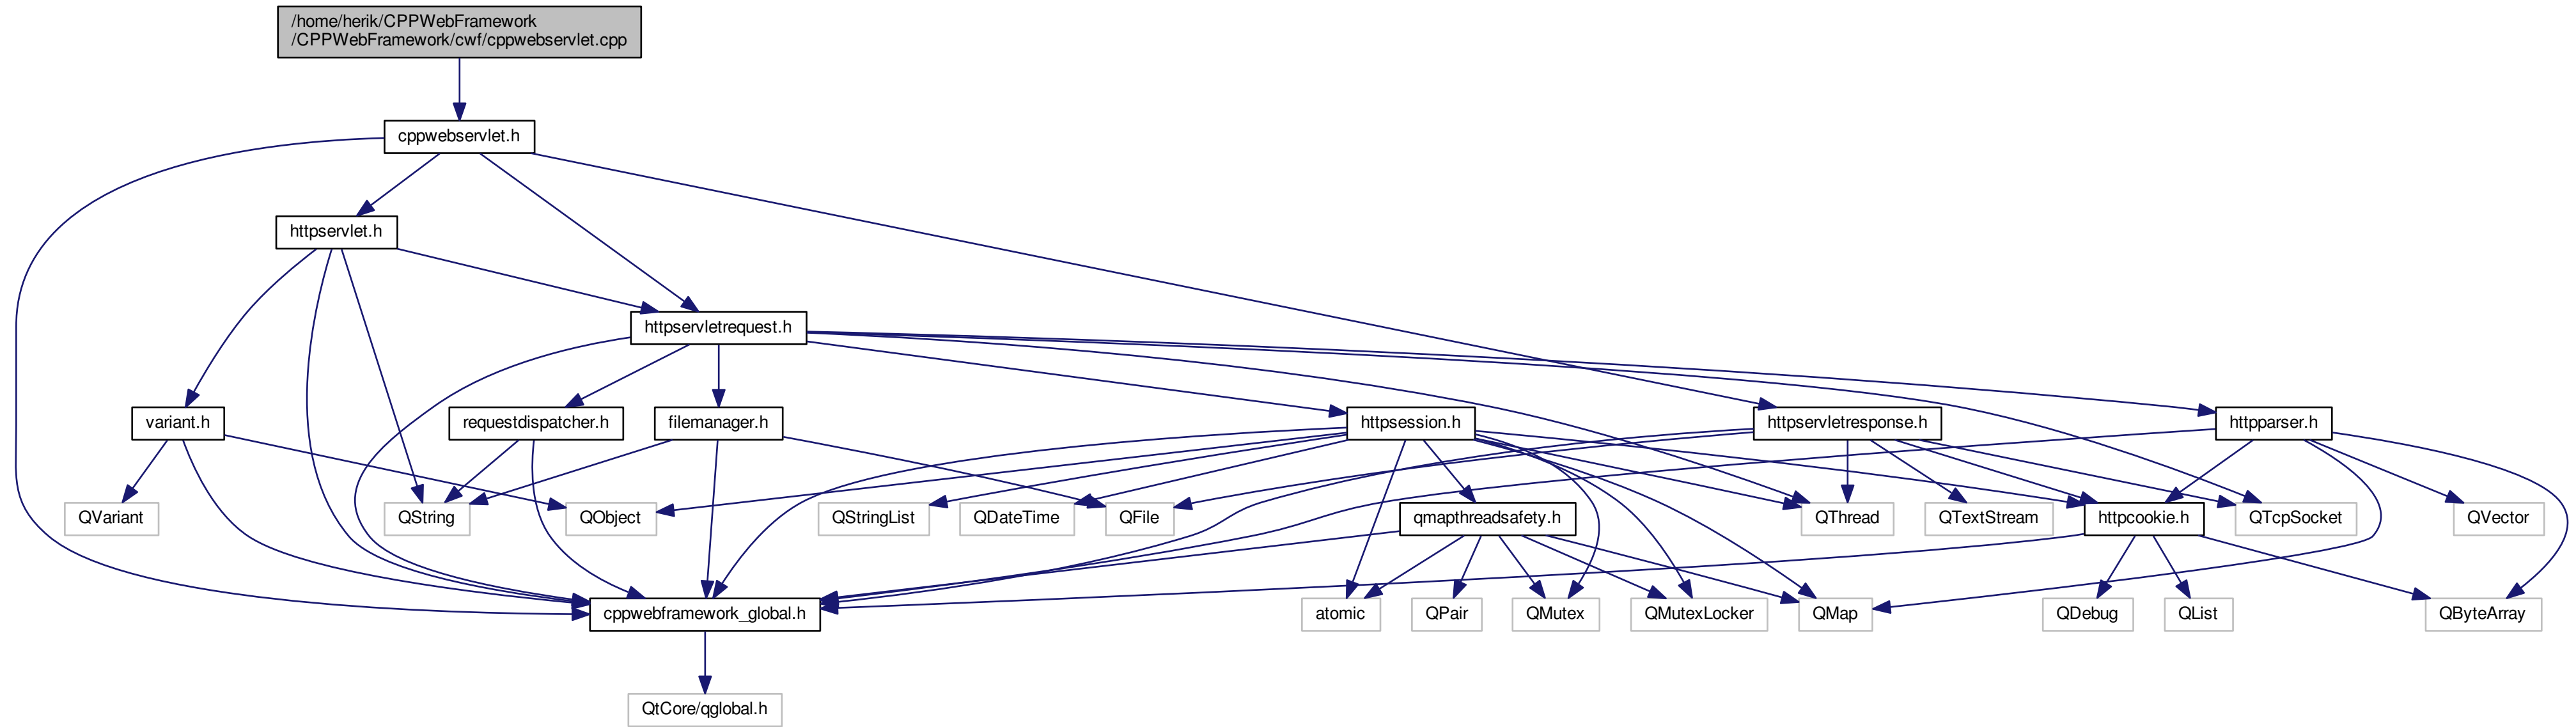 /home/herik/CPPWebFramework
/CPPWebFramework/cwf/cppwebservlet.cpp
cppwebservlet.h
httpservlet.h
httpservletrequest.h
variant.h
requestdispatcher.h
filemanager.h
httpsession.h
httpservletresponse.h
httpparser.h
QVariant
QString
QObject
QStringList
QDateTime
QFile
qmapthreadsafety.h
QThread
QTextStream
httpcookie.h
QTcpSocket
QVector
cppwebframework_global.h
atomic
QPair
QMutex
QMutexLocker
QMap
QDebug
QList
QByteArray
QtCore/qglobal.h